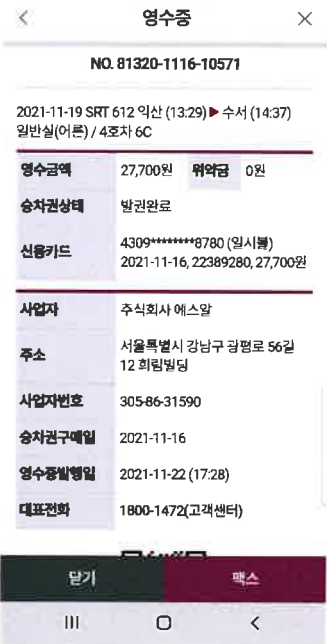 영수증
NO. 81320-1116-10571
2021-11-19 SRT 612 익산 (13:29) ▶ 수서 (14:37)
일반실(어른) / 4호차 6C
영수금액 27,700원 위약금 0원
승차권상태 발권완료
신용카드 4309********8780 (일시불)
2021-11-16, 22389280, 27,700원
사업자 주식회사 에스알
주소 서울특별시 강남구 광평로 56길
12 희림빌딩
사업자번호 305-86-31590
승차권구매일 2021-11-16
영수증발행일 2021-11-22 (17:28)
대표전화 1800-1472(고객센터)
닫기 팩스